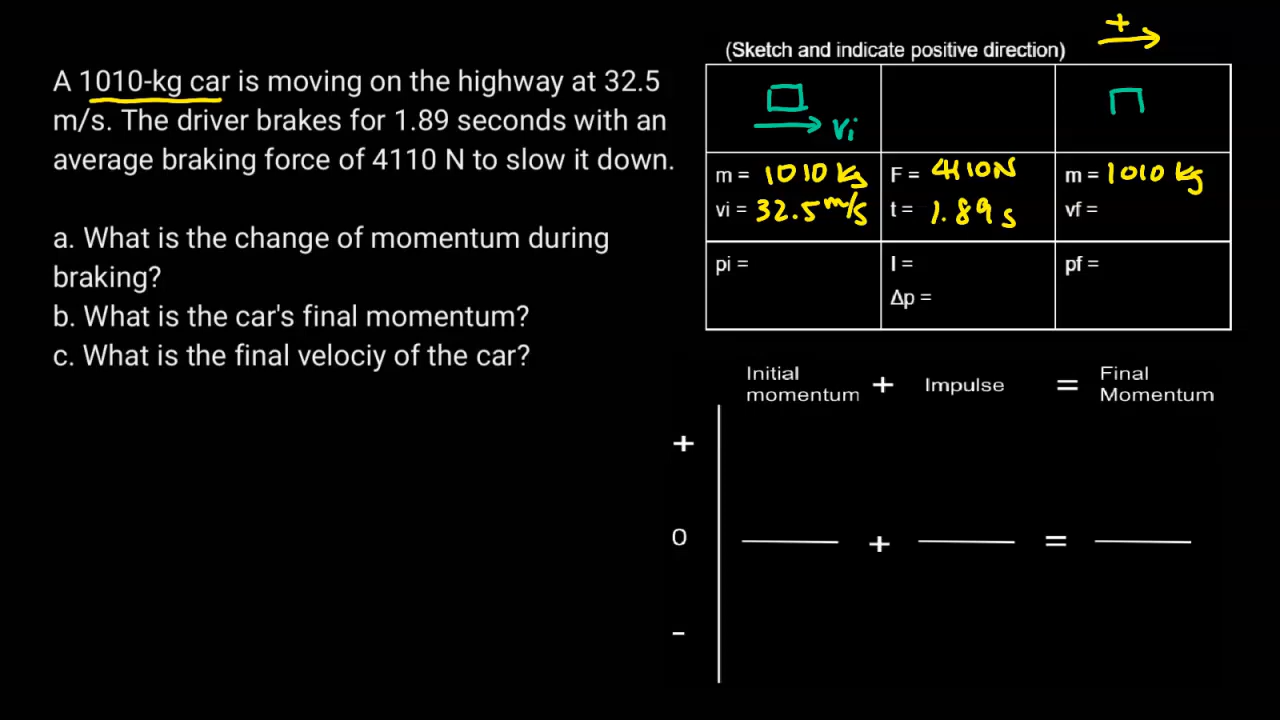 A 1010-kg car is moving on the highway at 32.5
m/s. The driver brakes for 1.89 seconds with an
average braking force of 4110 N to slow it down.
a. What is the change of momentum during
braking?
b. What is the car's final momentum?
c. What is the final velociy of the car?
(Sketch and indicate positive direction)
+
vi
m = 1010 kg
F = 4110N
m = 1010 kg
vi = 32.5 m/s
t = 1.89 s
vf =
pi =
I =
pf =
Δp =
Initial
momentum
+
Impulse
=
Final
Momentum
+
0
+
=
-